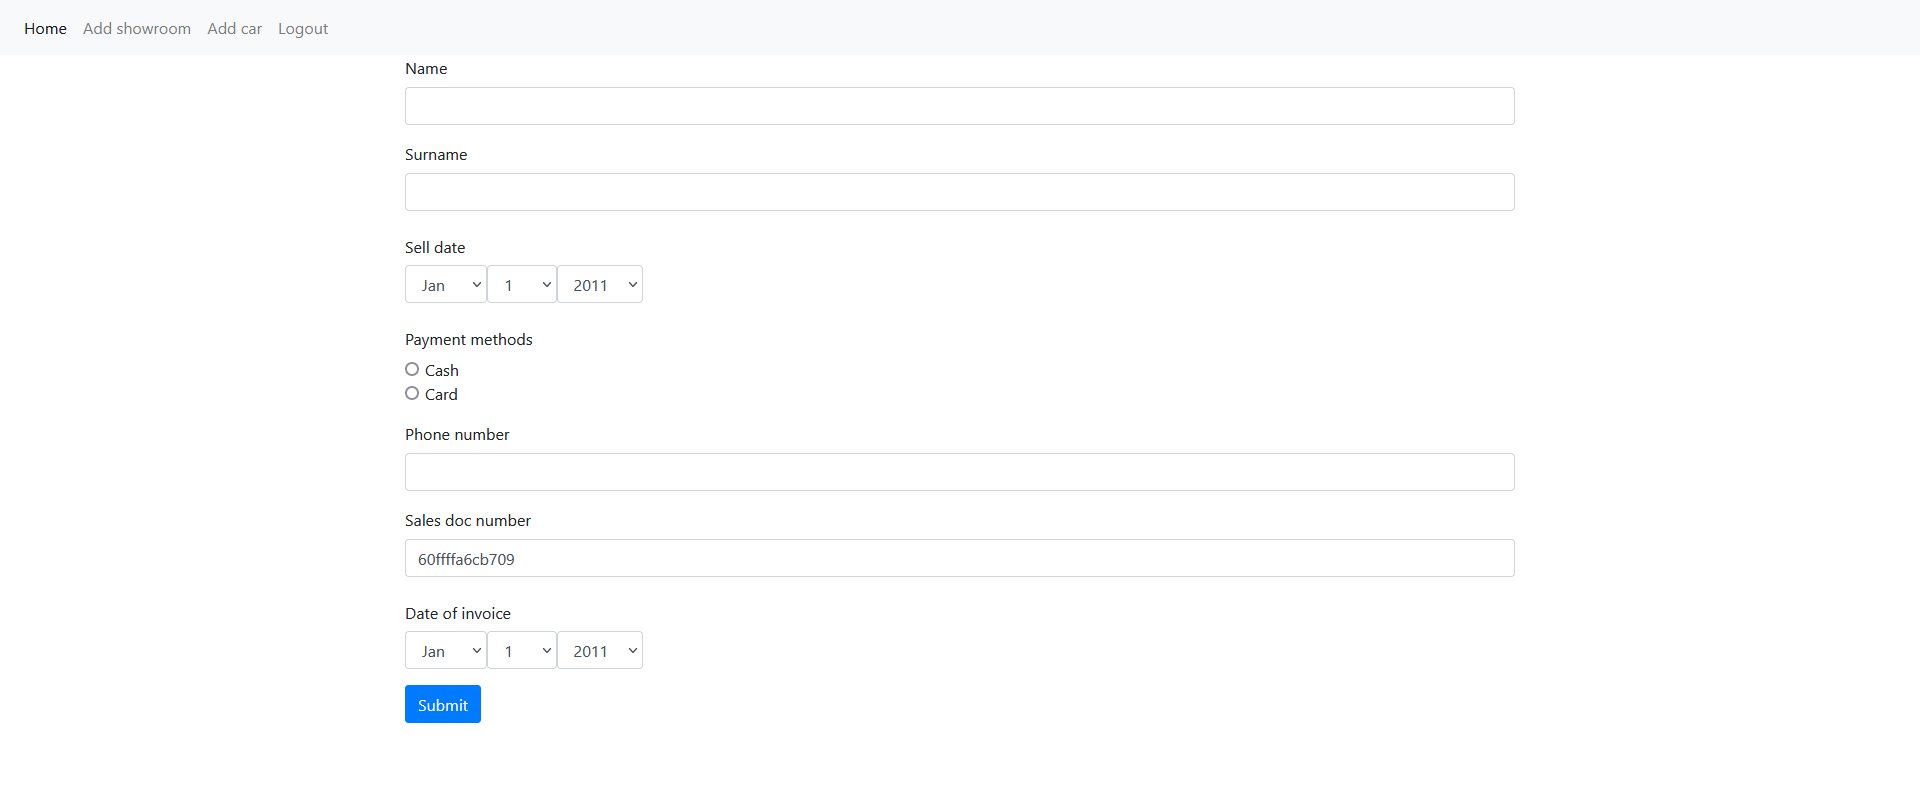 Home Add showroom Add car Logout
Name
Surname
Sell date
Jan 1 2011
Payment methods
Cash
Card
Phone number
Sales doc number
60ffffa6cb709
Date of invoice
Jan 1 2011
Submit